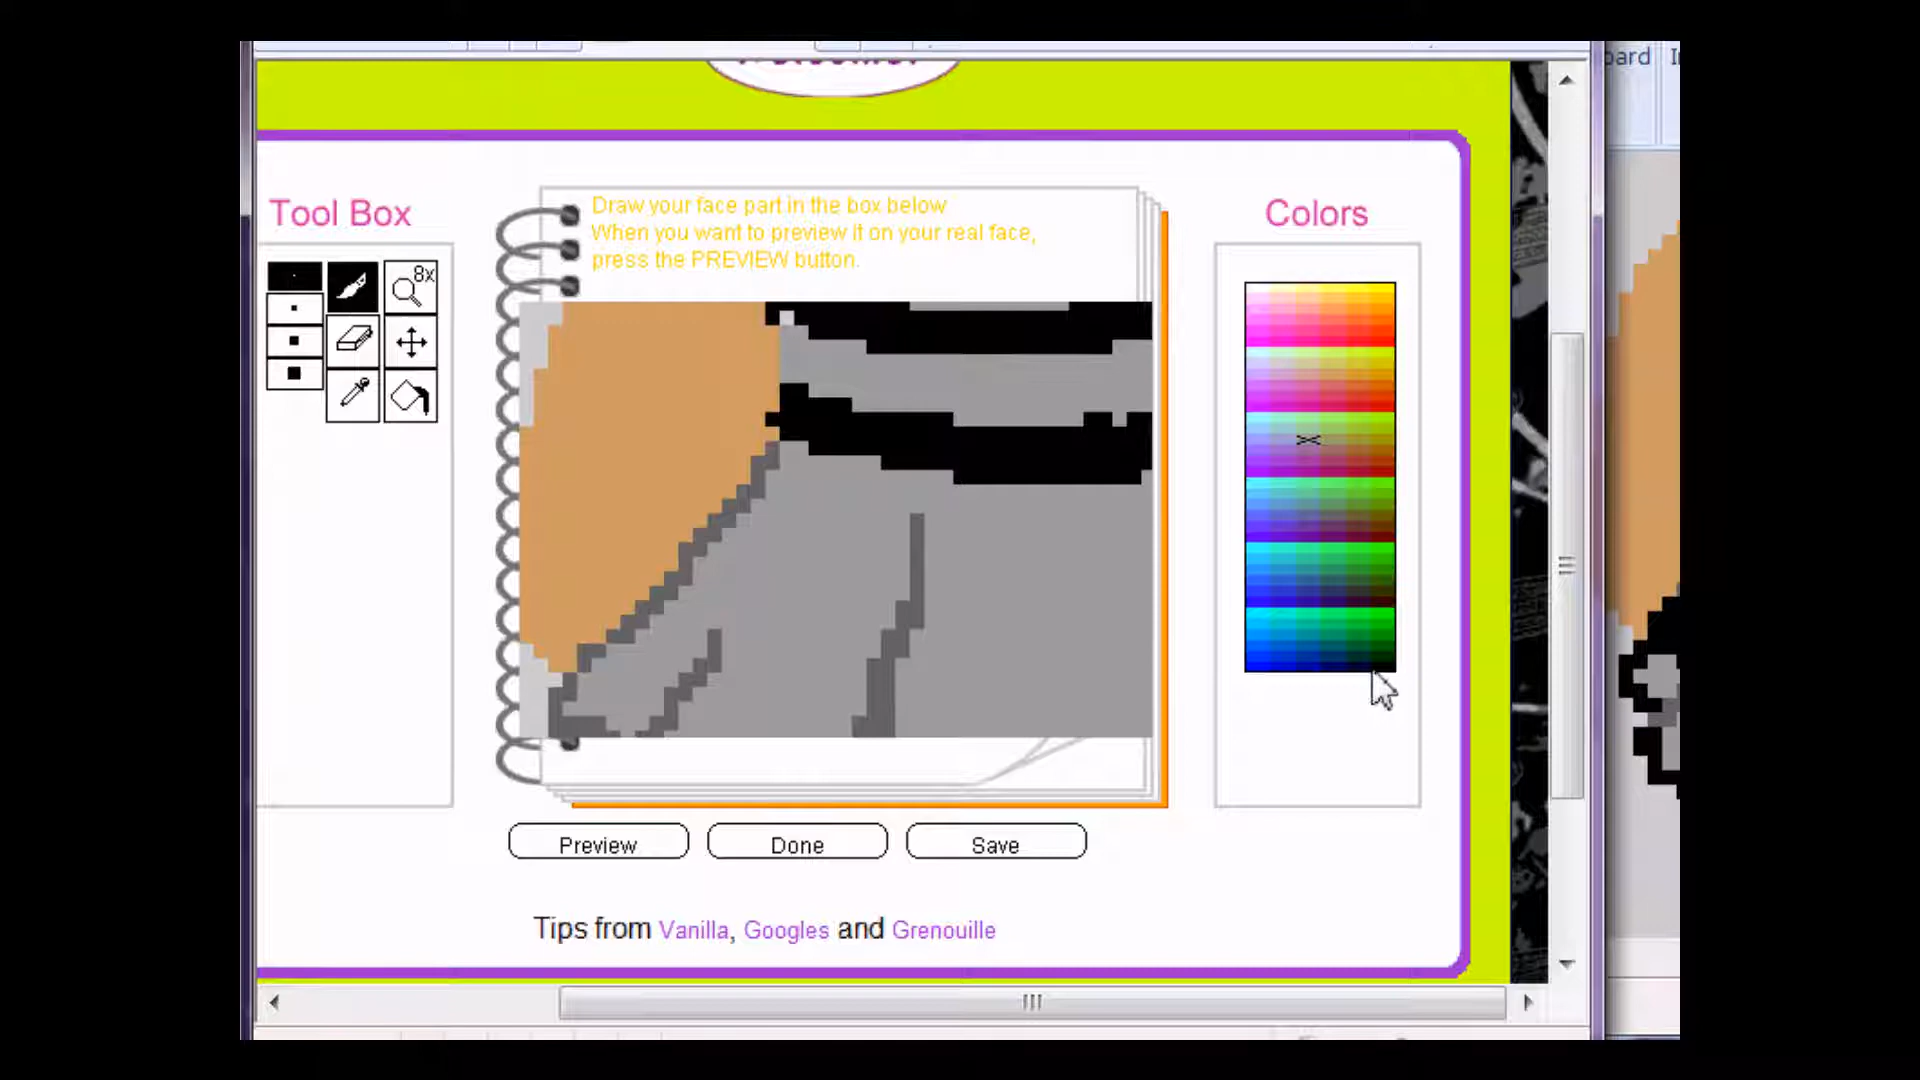 oard
Tool Box
Draw your face part in the box below
When you want to preview it on your real face,
press the PREVIEW button.
Colors
8x
Preview
Done
Save
Tips from Vanilla, Googles and Grenouille